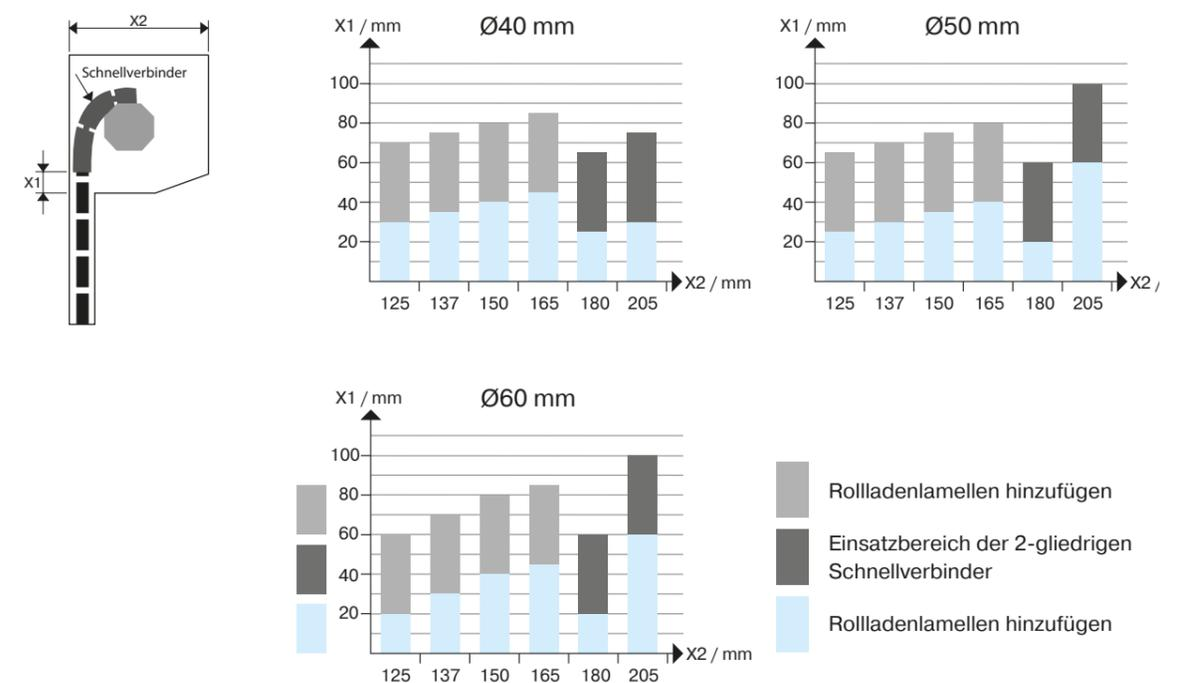 X2
Schnellverbinder
X1
X1 / mm
Ø40 mm
100
80
60
40
20
X2 / mm
125 137 150 165 180 205
X1 / mm
Ø50 mm
100
80
60
40
20
X2 /
125 137 150 165 180 205
X1 / mm
Ø60 mm
100
80
60
40
20
X2 / mm
125 137 150 165 180 205
Rollladenlamellen hinzufügen
Einsatzbereich der 2-gliedrigen
Schnellverbinder
Rollladenlamellen hinzufügen